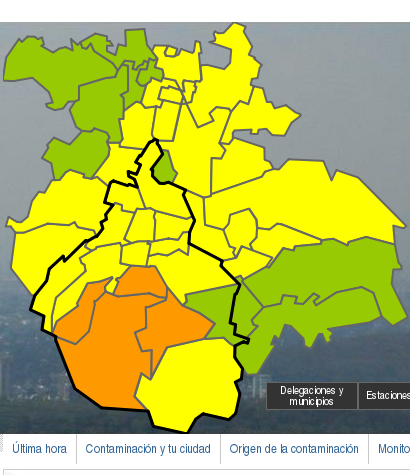 Delegaciones y
municipios
Estaciones
Última hora
Contaminación y tu ciudad
Origen de la contaminación
Monito